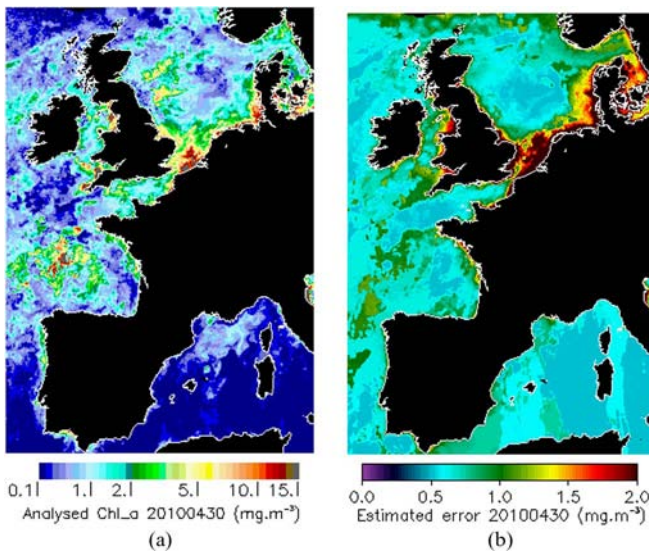 0.1 1. 2. 5. 10. 15.
Analysed Chl_a 20100430 (mg.m⁻³)
(a)
0.0 0.5 1.0 1.5 2.0
Estimated error 20100430 (mg.m⁻³)
(b)